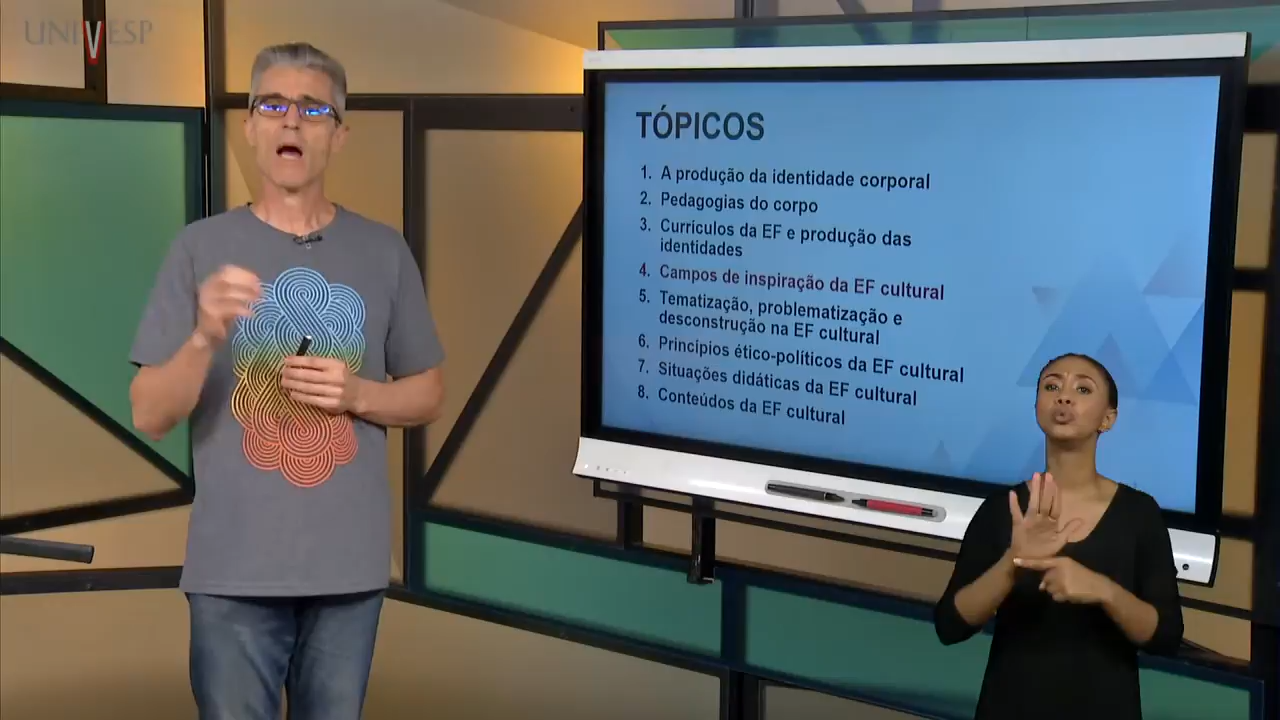 UNIVESP
TÓPICOS
1. A produção da identidade corporal
2. Pedagogias do corpo
3. Currículos da EF e produção das
identidades
4. Campos de inspiração da EF cultural
5. Tematização, problematização e
desconstrução na EF cultural
6. Princípios ético-políticos da EF cultural
7. Situações didáticas da EF cultural
8. Conteúdos da EF cultural